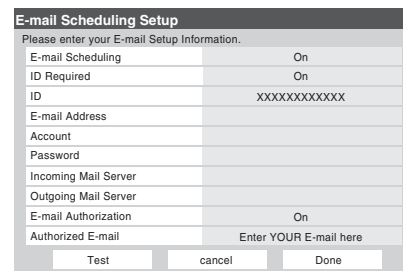 E-mail Scheduling Setup
Please enter your E-mail Setup Information.
E-mail Scheduling On
ID Required On
ID XXXXXXXXXXXX
E-mail Address
Account
Password
Incoming Mail Server
Outgoing Mail Server
E-mail Authorization On
Authorized E-mail Enter YOUR E-mail here
Test cancel Done